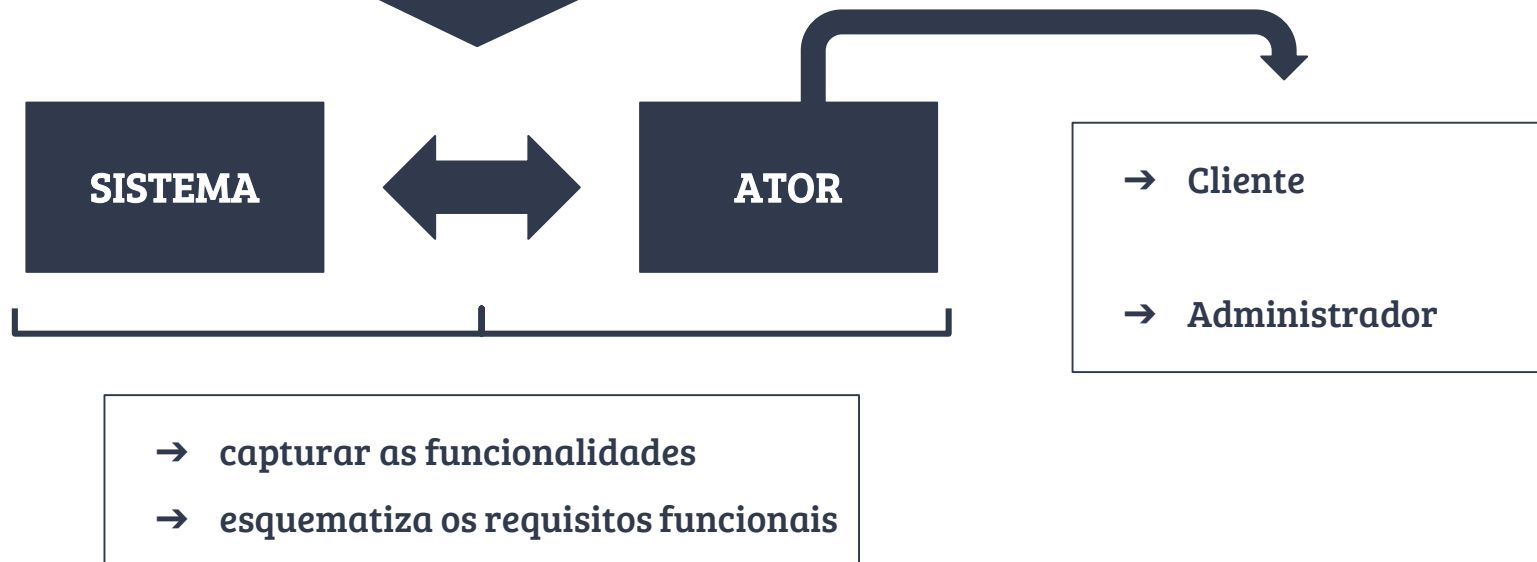 SISTEMA
ATOR
➔ Cliente
➔ Administrador
➔ capturar as funcionalidades
➔ esquematiza os requisitos funcionais